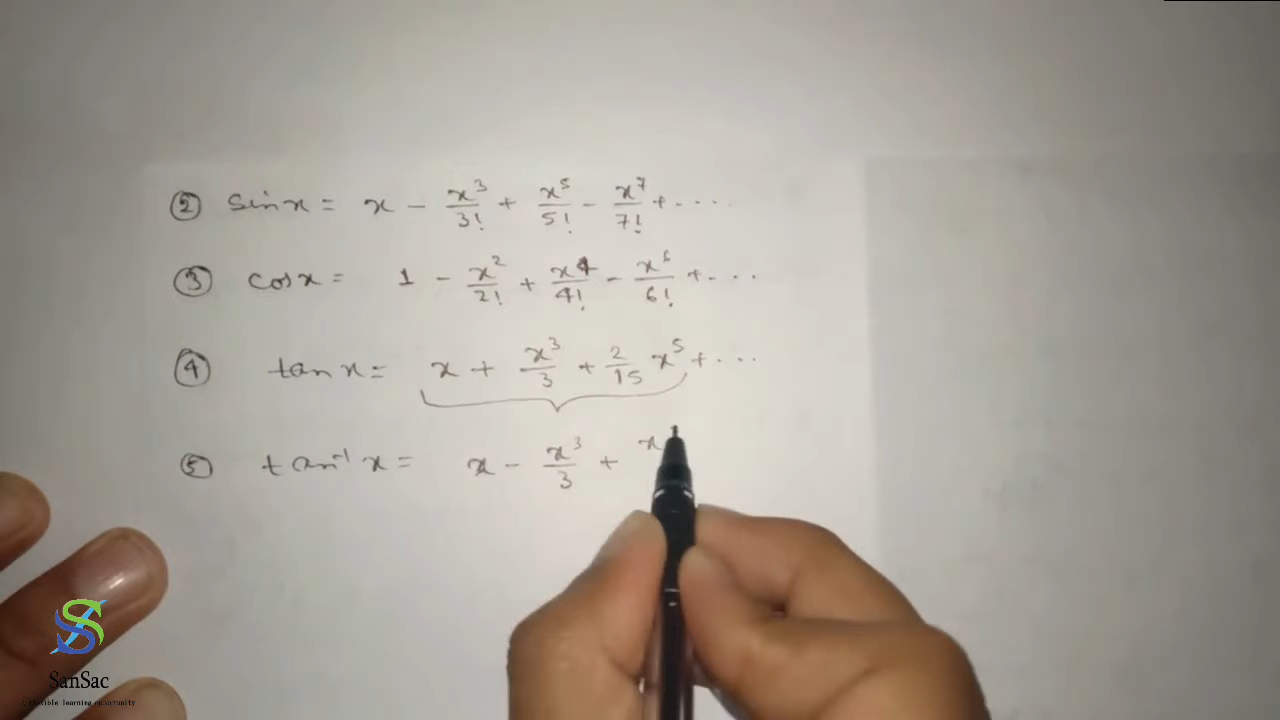 ② sin x = x - x³/3! + x⁵/5! - x⁷/7! + ....
③ cos x = 1 - x²/2! + x⁴/4! - x⁶/6! + ...
④ tan x = x + x³/3 + 2/15 x⁵ + ...
⑤ tan⁻¹ x = x - x³/3 + x
SanSac